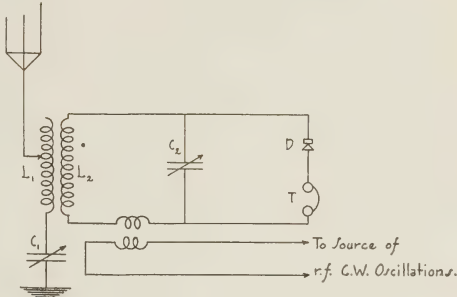 L₁
L₂
C₂
D
T
C₁
To source of
r.f. C.W. Oscillations.